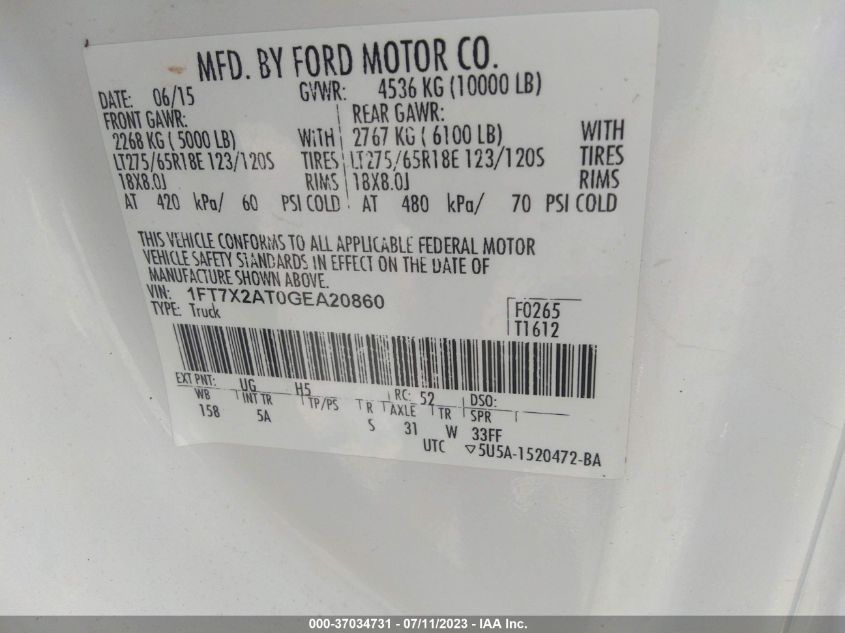 MFD. BY FORD MOTOR CO.
DATE: 06/15 GVWR: 4536 KG (10000 LB)
FRONT GAWR: REAR GAWR:
2268 KG ( 5000 LB) WITH 2767 KG ( 6100 LB) WITH
LT275/65R18E 123/120S TIRES LT275/65R18E 123/120S TIRES
18X8.0J RIMS 18X8.0J RIMS
AT 420 kPa/ 60 PSI COLD AT 480 kPa/ 70 PSI COLD
THIS VEHICLE CONFORMS TO ALL APPLICABLE FEDERAL MOTOR
VEHICLE SAFETY STANDARDS IN EFFECT ON THE DATE OF
MANUFACTURE SHOWN ABOVE.
VIN: 1FT7X2AT0GEA20860
TYPE: Truck
F0265
T1612
EXT PNT: UG H5 RC: 52 DSO:
WB INT TR TP/PS R AXLE TR SPR
158 5A S 31 W 33FF
UTC ▽5U5A-1520472-BA
000-37034731 - 07/11/2023 - USA Inc.